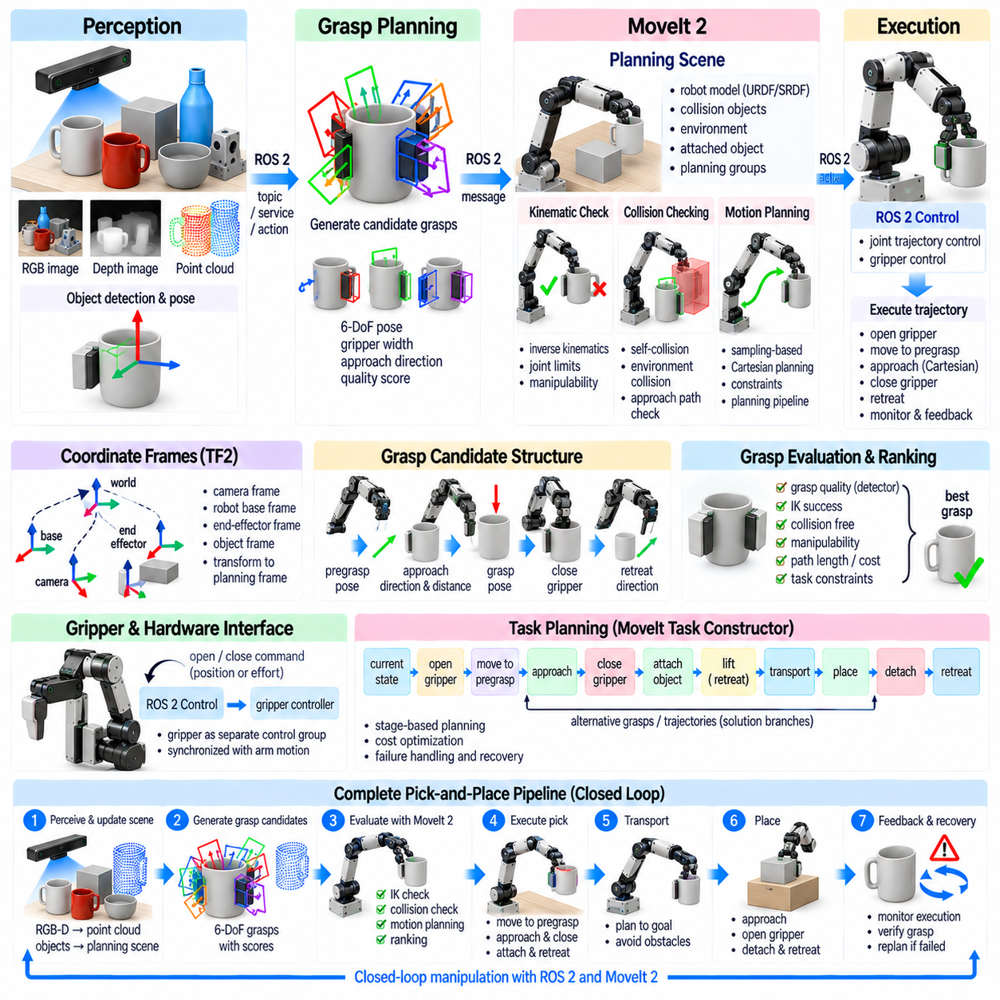 Perception
Grasp Planning
MoveIt 2
Execution
RGB image
Depth image
Point cloud
Object detection & pose
ROS 2
topic
/ service
/ action
Generate candidate grasps
6-DoF pose
gripper width
approach direction
quality score
ROS 2
message
Planning Scene
• robot model (URDF/SRDF)
• collision objects
• environment
• attached object
• planning groups
Kinematic Check
Collision Checking
Motion Planning
• inverse kinematics
• joint limits
• manipulability
• self-collision
• environment
collision
• approach path
check
• sampling-based
• Cartesian planning
• constraints
• planning pipeline
ROS 2
ROS 2 Control
• joint trajectory control
• gripper control
Execute trajectory
• open gripper
• move to pregrasp
• approach (Cartesian)
• close gripper
• retreat
• monitor & feedback
Coordinate Frames (TF2)
world
base
end
effector
camera
• camera frame
• robot base frame
• end-effector frame
• object frame
• transform to
planning frame
Grasp Candidate Structure
pregrasp
pose
approach
direction & distance
grasp
pose
close
gripper
retreat
direction
Grasp Evaluation & Ranking
grasp quality (detector)
IK success
collision free
manipulability
path length / cost
task constraints
best
grasp
Gripper & Hardware Interface
open / close command
(position or effort)
ROS 2 Control
gripper controller
• gripper as separate control group
• synchronized with arm motion
Task Planning (MoveIt Task Constructor)
current
state
open
gripper
move to
pregrasp
approach
close
gripper
attach
object
lift
( retreat)
transport
place
detach
retreat
alternative grasps / trajectories (solution branches)
• stage-based planning
• cost optimization
• failure handling and recovery
Complete Pick-and-Place Pipeline (Closed Loop)
1 Perceive & update scene
RGB-D → point cloud
objects → planning scene
2 Generate grasp candidates
6-DoF grasps
with scores
3 Evaluate with MoveIt 2
IK check
collision check
motion planning
ranking
4 Execute pick
• move to pregrasp
• approach & close
• attach & retreat
5 Transport
• plan to goal
• avoid obstacles
6 Place
• approach
• open gripper
• detach & retreat
7 Feedback & recovery
• monitor execution
• verify grasp
• replan if failed
Closed-loop manipulation with ROS 2 and MoveIt 2